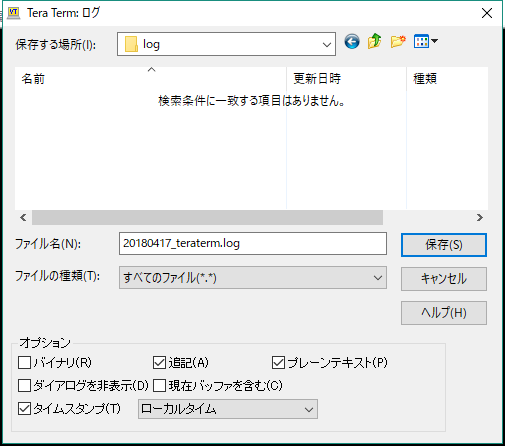 Tera Term: ログ
保存する場所(I):
log
名前
更新日時
種類
検索条件に一致する項目はありません。
ファイル名(N):
20180417_teraterm.log
保存(S)
ファイルの種類(T):
すべてのファイル(*.*)
キャンセル
ヘルプ(H)
オプション
バイナリ(R)
追記(A)
プレーンテキスト(P)
ダイアログを非表示(D)
現在バッファを含む(C)
タイムスタンプ(T)
ローカルタイム